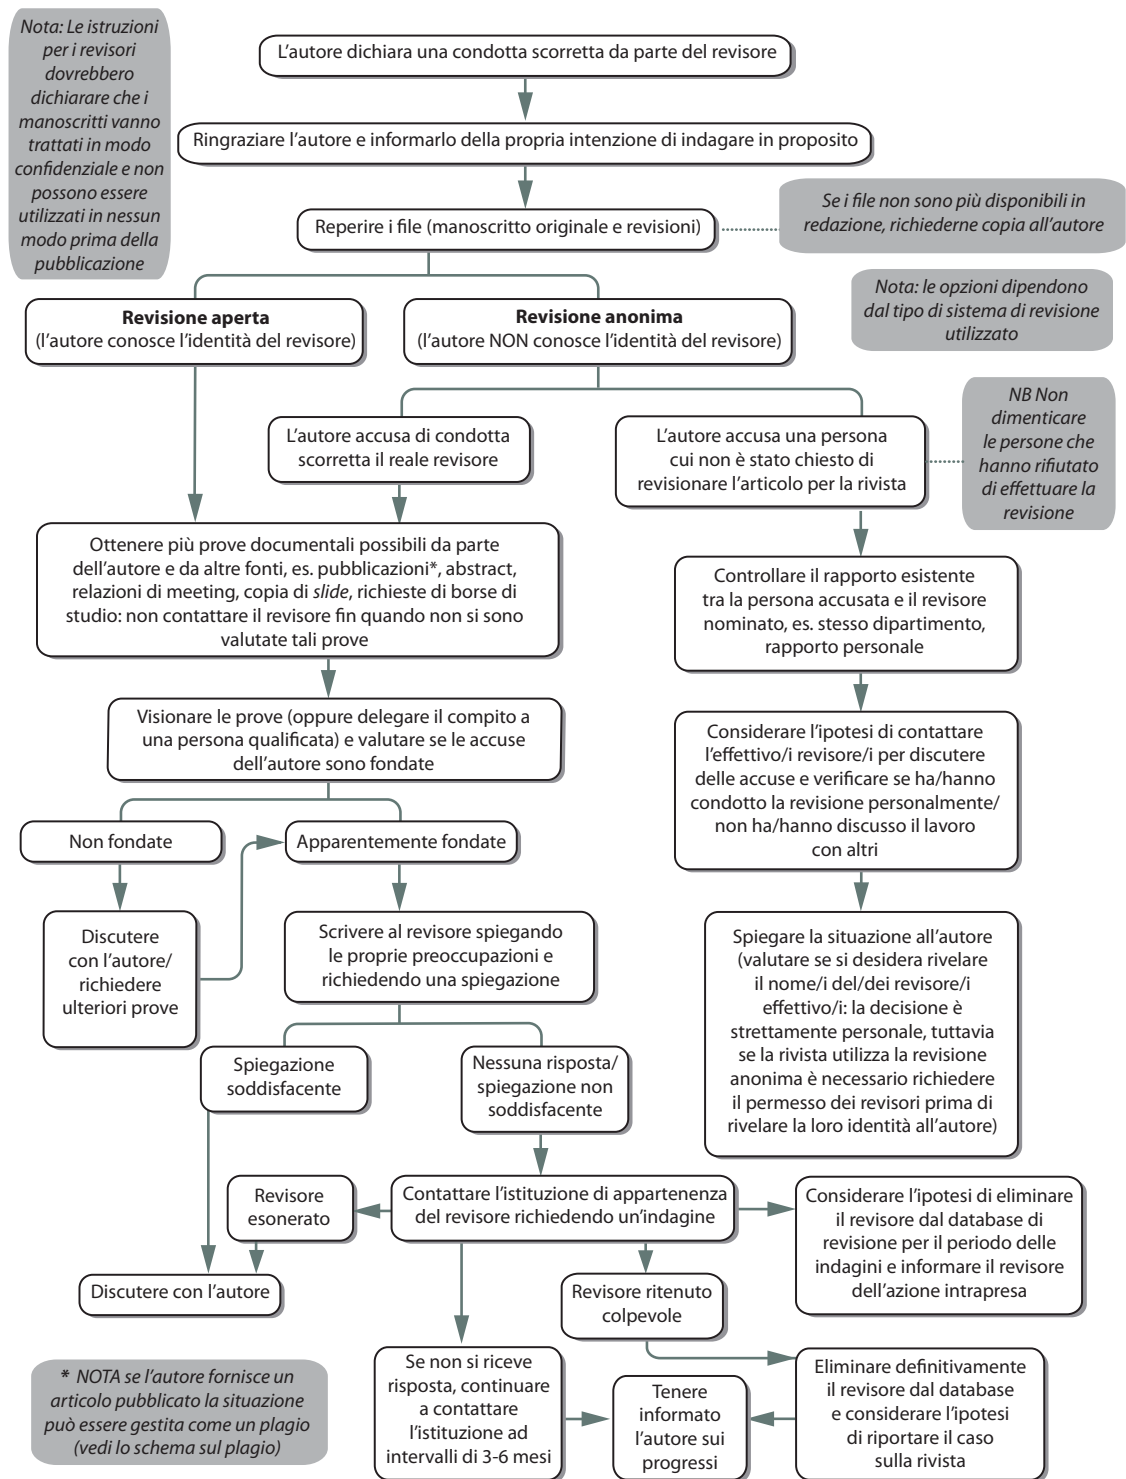 Nota: Le istruzioni
per i revisori
dovrebbero
dichiarare che i
manoscritti vanno
trattati in modo
confidenziale e non
possono essere
utilizzati in nessun
modo prima della
pubblicazione
L'autore dichiara una condotta scorretta da parte del revisore
Ringraziare l'autore e informarlo della propria intenzione di indagare in proposito
Reperire i file (manoscritto originale e revisioni)
Se i file non sono più disponibili in
redazione, richiederne copia all'autore
Nota: le opzioni dipendono
dal tipo di sistema di revisione
utilizzato
Revisione aperta
(l'autore conosce l'identità del revisore)
Revisione anonima
(l'autore NON conosce l'identità del revisore)
L'autore accusa di condotta
scorretta il reale revisore
L'autore accusa una persona
cui non è stato chiesto di
revisionare l'articolo per la rivista
NB Non
dimenticare
le persone che
hanno rifiutato
di effettuare la
revisione
Ottenere più prove documentali possibili da parte
dell'autore e da altre fonti, es. pubblicazioni*, abstract,
relazioni di meeting, copia di slide, richieste di borse di
studio: non contattare il revisore fin quando non si sono
valutate tali prove
Controllare il rapporto esistente
tra la persona accusata e il revisore
nominato, es. stesso dipartimento,
rapporto personale
Visionare le prove (oppure delegare il compito a
una persona qualificata) e valutare se le accuse
dell'autore sono fondate
Considerare l'ipotesi di contattare
l'effettivo/i revisore/i per discutere
delle accuse e verificare se ha/hanno
condotto la revisione personalmente/
non ha/hanno discusso il lavoro
con altri
Non fondate
Apparentemente fondate
Discutere
con l'autore/
richiedere
ulteriori prove
Scrivere al revisore spiegando
le proprie preoccupazioni e
richiedendo una spiegazione
Spiegare la situazione all'autore
(valutare se si desidera rivelare
il nome/i del/dei revisore/i
effettivo/i: la decisione è
strettamente personale, tuttavia
se la rivista utilizza la revisione
anonima è necessario richiedere
il permesso dei revisori prima di
rivelare la loro identità all'autore)
Spiegazione
soddisfacente
Nessuna risposta/
spiegazione non
soddisfacente
Revisore
esonerato
Contattare l'istituzione di appartenenza
del revisore richiedendo un'indagine
Considerare l'ipotesi di eliminare
il revisore dal database di
revisione per il periodo delle
indagini e informare il revisore
dell'azione intrapresa
Discutere con l'autore
Revisore ritenuto
colpevole
* NOTA se l'autore fornisce un
articolo pubblicato la situazione
può essere gestita come un plagio
(vedi lo schema sul plagio)
Se non si riceve
risposta, continuare
a contattare
l'istituzione ad
intervalli di 3-6 mesi
Tenere
informato
l'autore sui
progressi
Eliminare definitivamente
il revisore dal database
e considerare l'ipotesi
di riportare il caso
sulla rivista